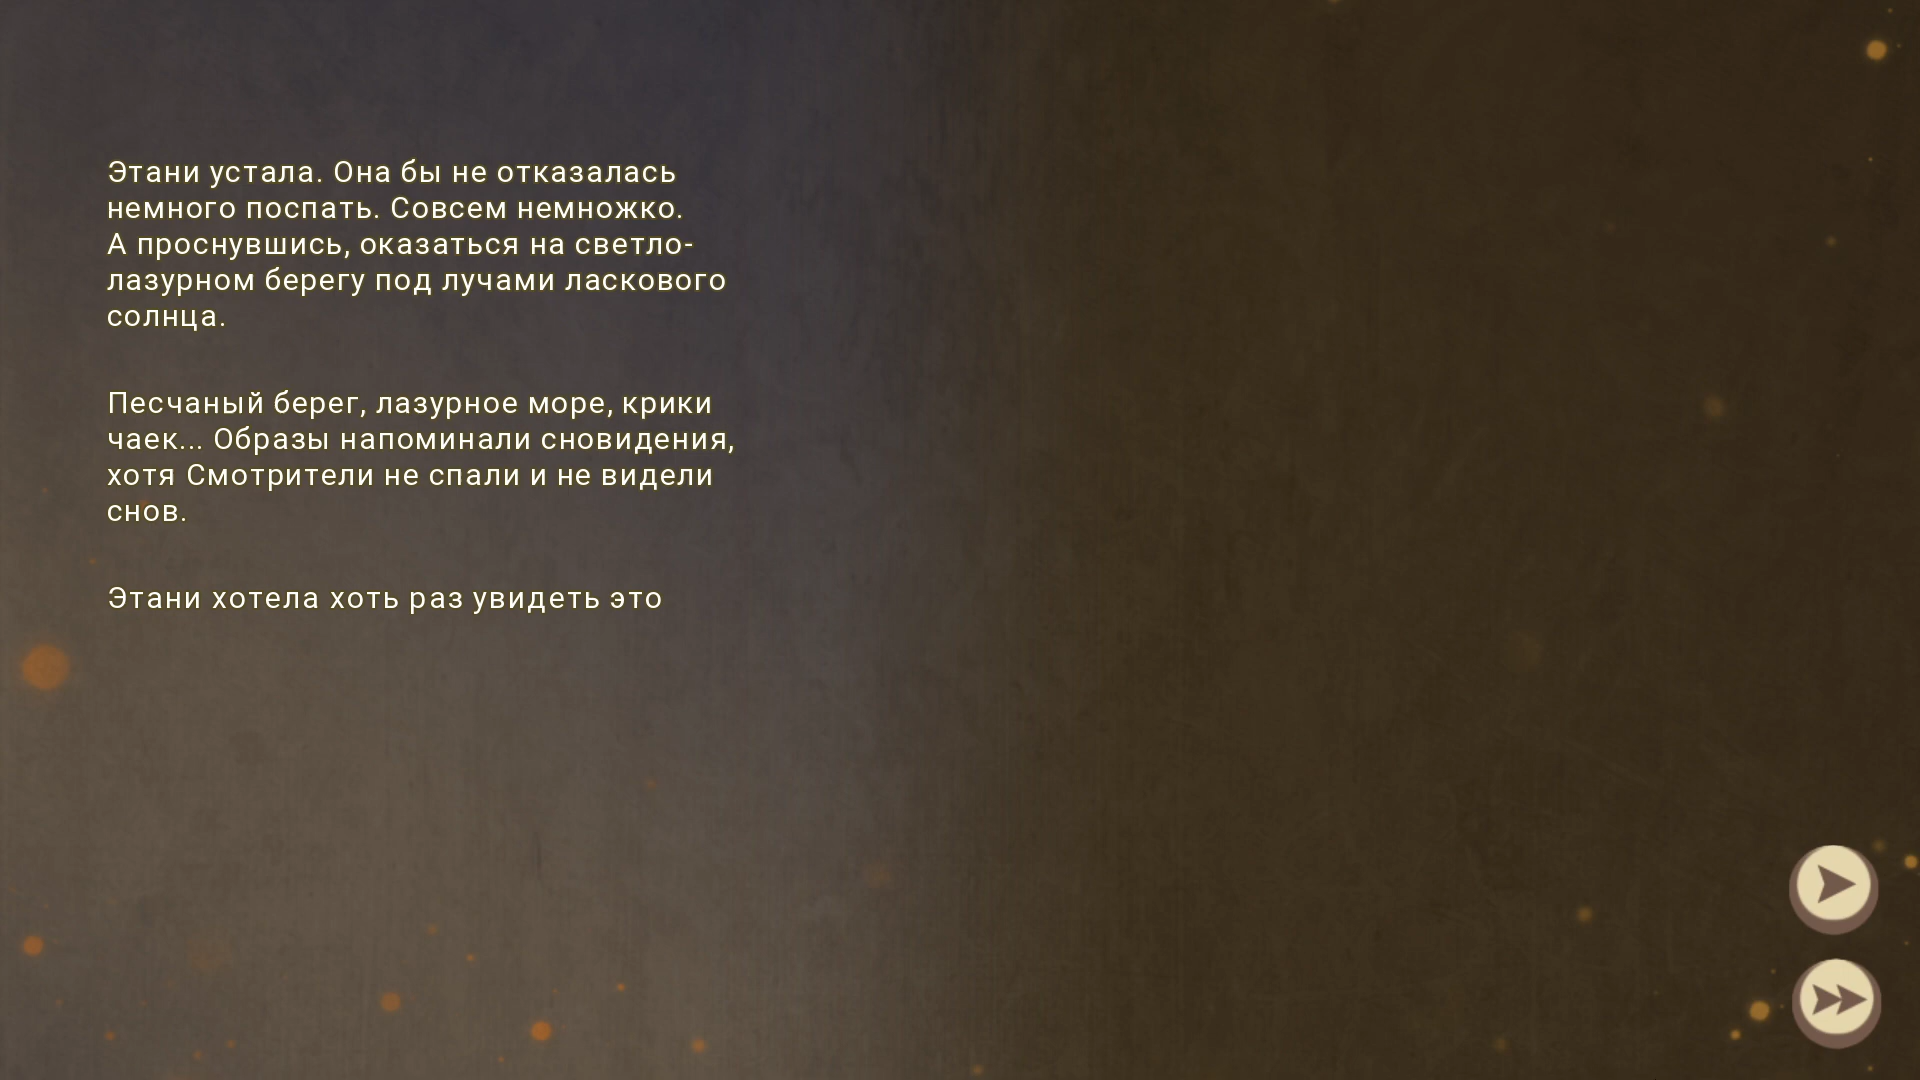 Этани устала. Она бы не отказалась
немного поспать. Совсем немножко.
А проснувшись, оказаться на светло-
лазурном берегу под лучами ласкового
солнца.
Песчаный берег, лазурное море, крики
чаек... Образы напоминали сновидения,
хотя Смотрители не спали и не видели
снов.
Этани хотела хоть раз увидеть это